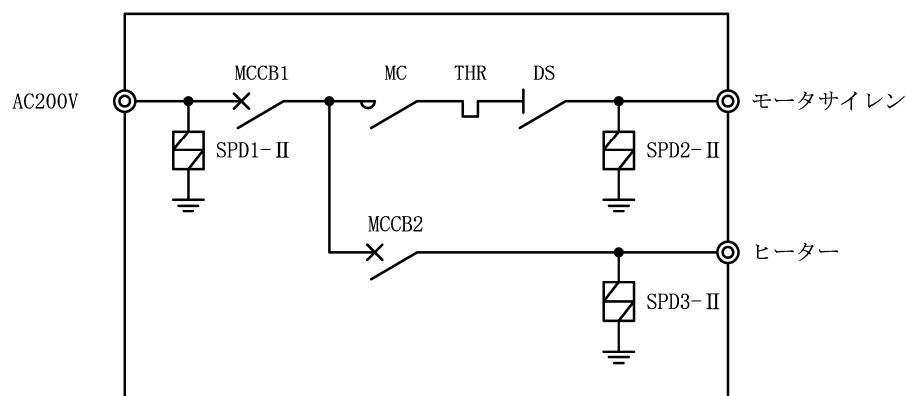 MCCB1
MC
THR
DS
AC200V
モータサイレン
SPD1-Ⅱ
SPD2-Ⅱ
MCCB2
ヒーター
SPD3-Ⅱ